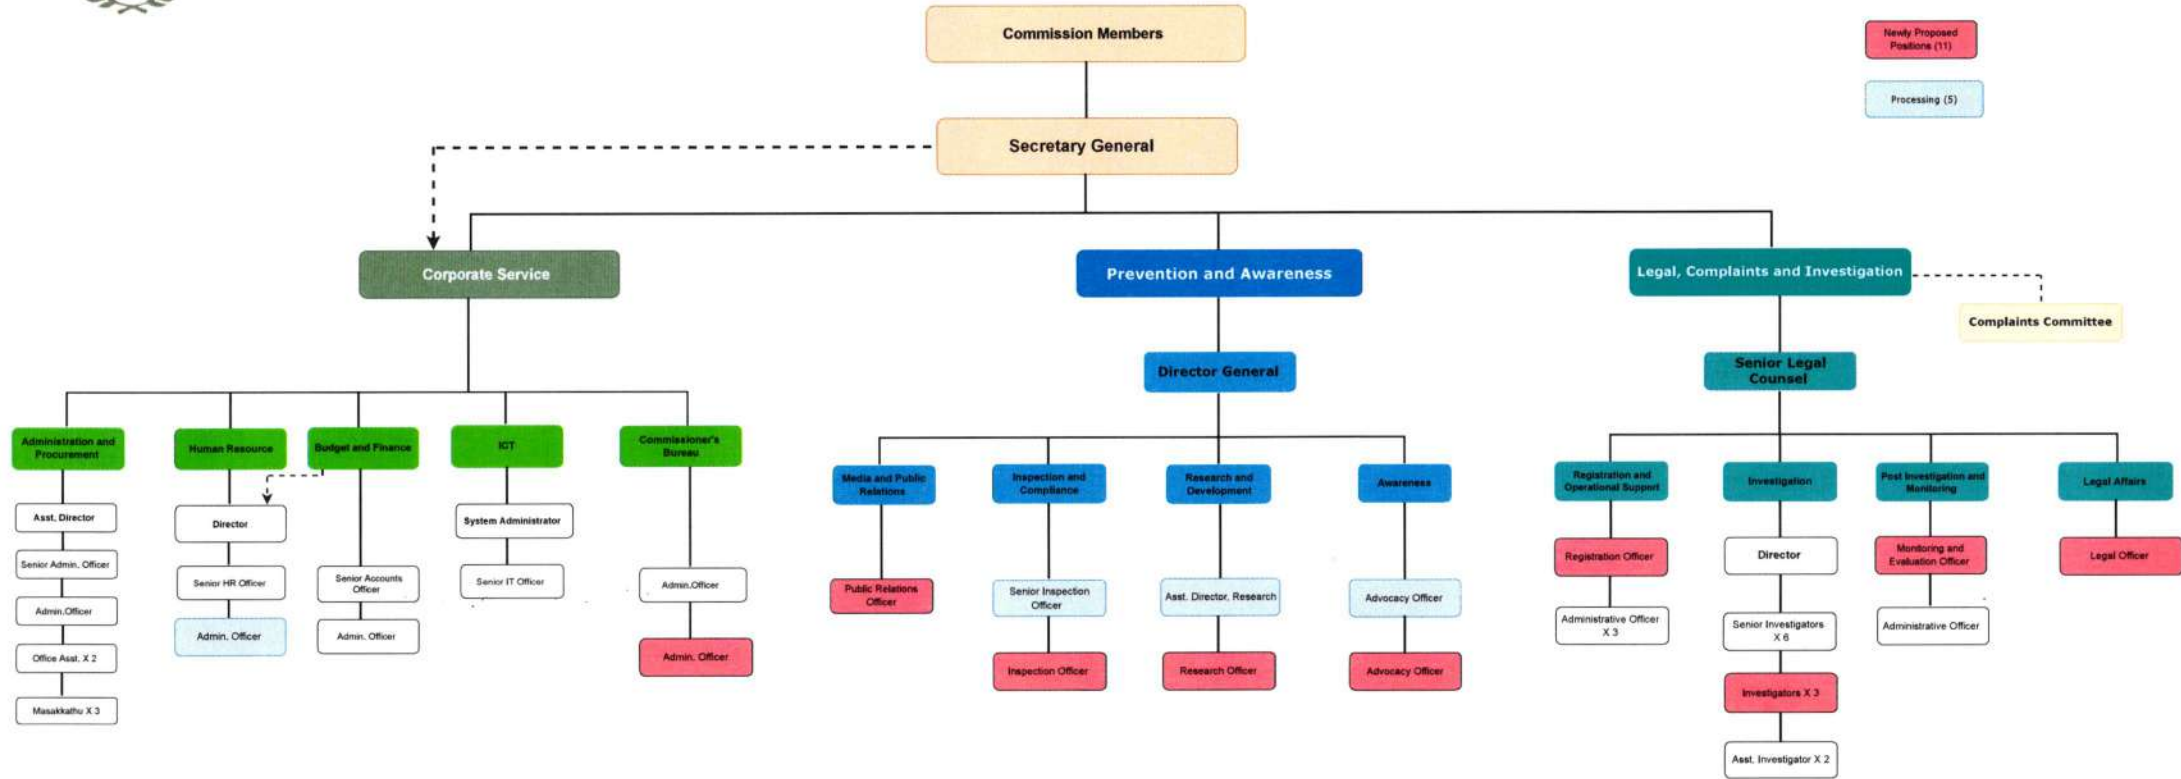 Commission Members
Newly Proposed
Positions (11)
Processing (5)
Secretary General
Corporate Service
Prevention and Awareness
Legal, Complaints and Investigation
Complaints Committee
Director General
Senior Legal
Counsel
Administration and
Procurement
Human Resource
Budget and Finance
ICT
Commissioner's
Bureau
Media and Public
Relations
Inspection and
Compliance
Research and
Development
Awareness
Registration and
Operational Support
Investigation
Post Investigation and
Monitoring
Legal Affairs
Asst. Director
Senior Admin. Officer
Admin.Officer
Office Asst. X 2
Masakkathu X 3
Director
Senior HR Officer
Admin. Officer
Senior Accounts
Officer
Admin. Officer
System Administrator
Senior IT Officer
Admin.Officer
Admin. Officer
Public Relations
Officer
Senior Inspection
Officer
Inspection Officer
Asst. Director, Research
Research Officer
Advocacy Officer
Advocacy Officer
Registration Officer
Administrative Officer
X 3
Director
Senior Investigators
X 6
Investigators X 3
Asst. Investigator X 2
Monitoring and
Evaluation Officer
Administrative Officer
Legal Officer